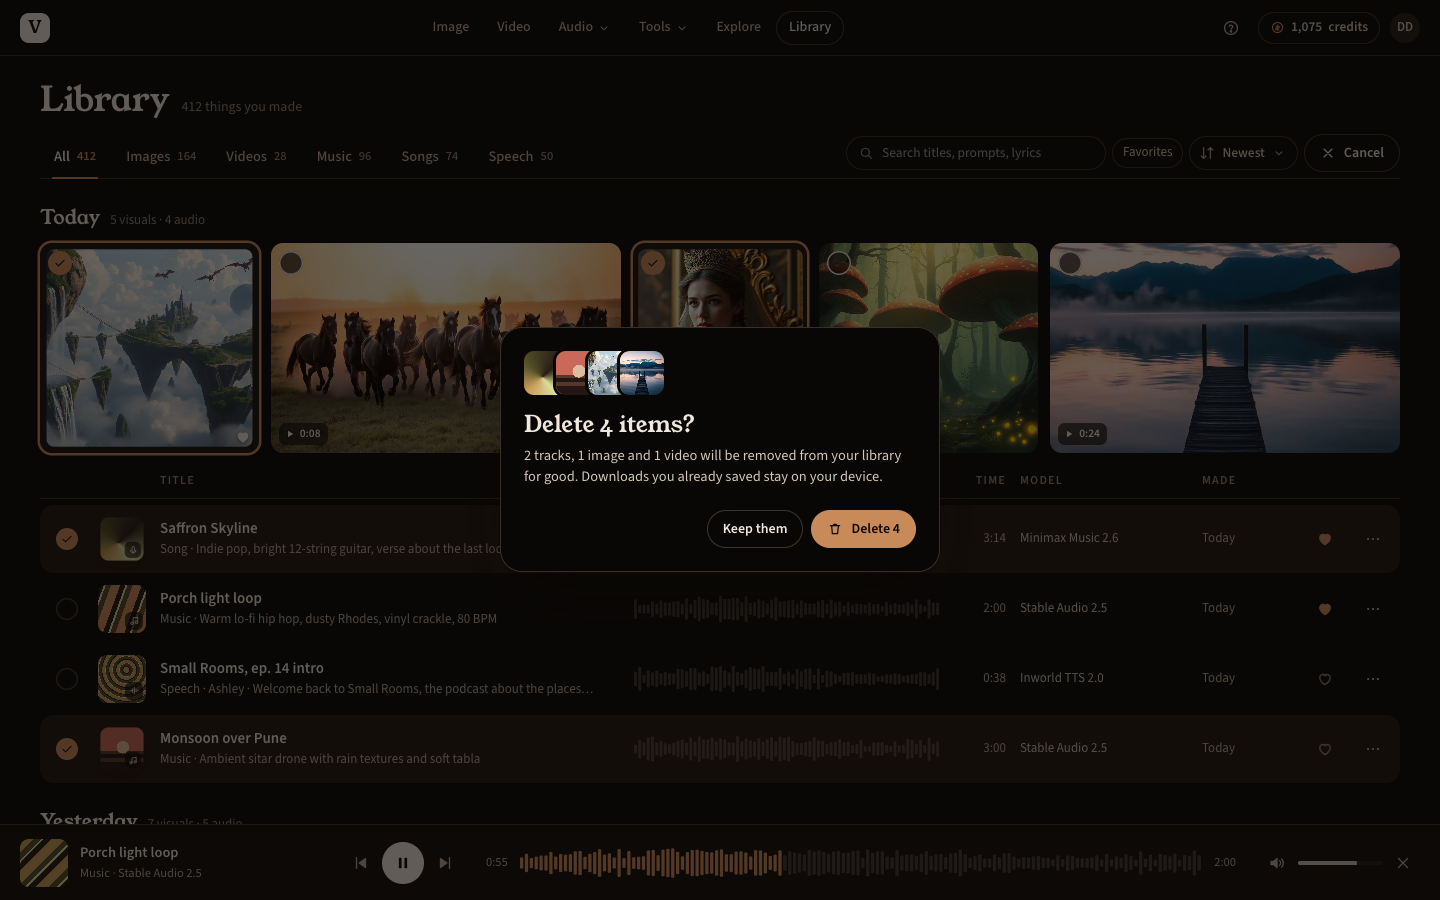 V
Image
Video
Audio
Tools
Explore
Library
1,075 credits
DD
Library
412 things you made
All 412
Images 164
Videos 28
Music 96
Songs 74
Speech 50
Search titles, prompts, lyrics
Favorites
Newest
Cancel
Today
5 visuals · 4 audio
0:08
0:24
Delete 4 items?
2 tracks, 1 image and 1 video will be removed from your library
for good. Downloads you already saved stay on your device.
Keep them
Delete 4
TITLE
TIME
MODEL
MADE
Saffron Skyline
Song · Indie pop, bright 12-string guitar, verse about the last
3:14
Minimax Music 2.6
Today
Porch light loop
Music · Warm lo-fi hip hop, dusty Rhodes, vinyl crackle, 80 BPM
2:00
Stable Audio 2.5
Today
Small Rooms, ep. 14 intro
Speech · Ashley · Welcome back to Small Rooms, the podcast about the places…
0:38
Inworld TTS 2.0
Today
Monsoon over Pune
Music · Ambient sitar drone with rain textures and soft tabla
3:00
Stable Audio 2.5
Today
Yesterday
7 visuals · 5 audio
Porch light loop
Music · Stable Audio 2.5
0:55
2:00